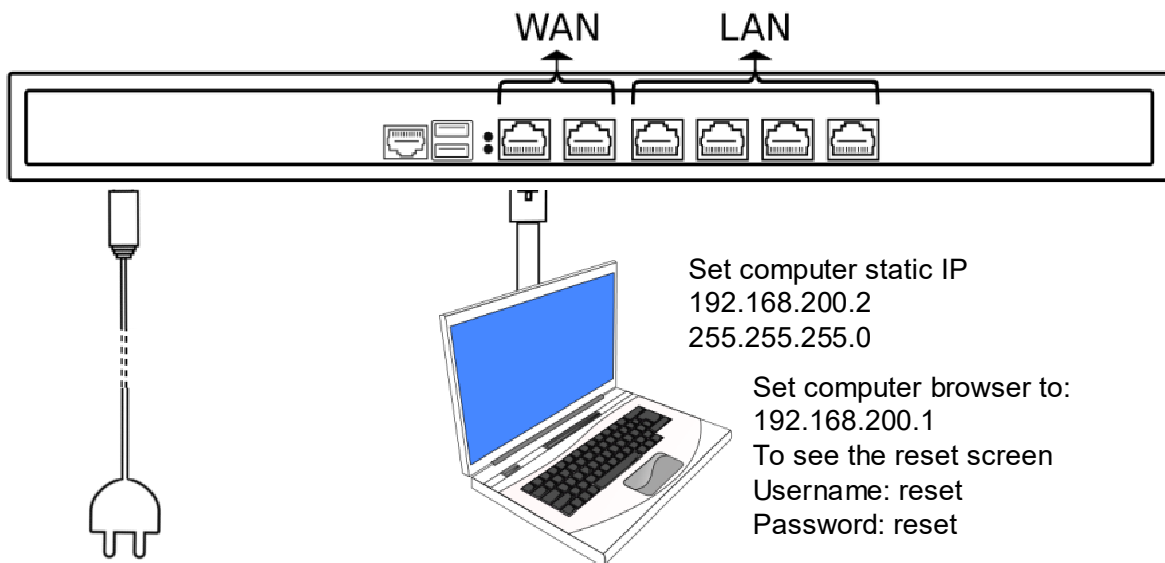 WAN LAN
Set computer static IP
192.168.200.2
255.255.255.0
Set computer browser to:
192.168.200.1
To see the reset screen
Username: reset
Password: reset